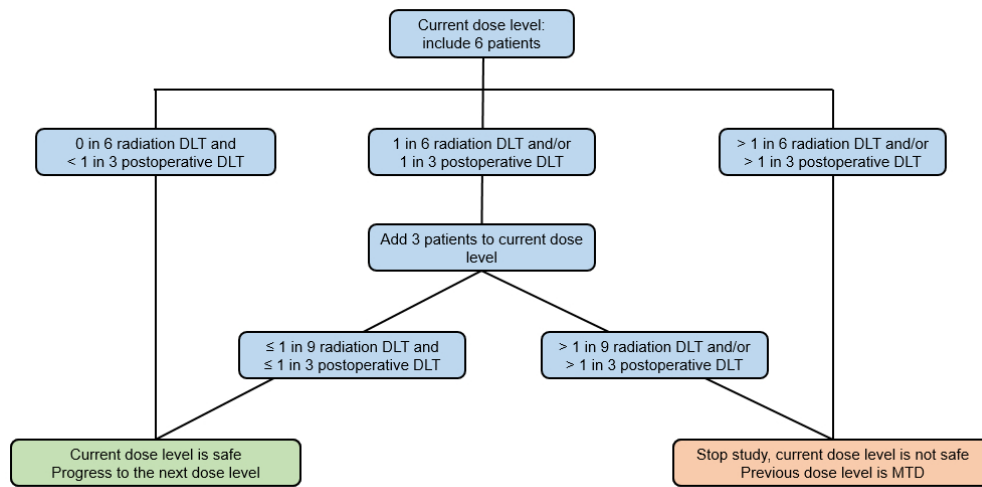 Current dose level:
include 6 patients
0 in 6 radiation DLT and
< 1 in 3 postoperative DLT
1 in 6 radiation DLT and/or
1 in 3 postoperative DLT
> 1 in 6 radiation DLT and/or
> 1 in 3 postoperative DLT
Add 3 patients to current dose
level
≤ 1 in 9 radiation DLT and
≤ 1 in 3 postoperative DLT
> 1 in 9 radiation DLT and/or
> 1 in 3 postoperative DLT
Current dose level is safe
Progress to the next dose level
Stop study, current dose level is not safe
Previous dose level is MTD